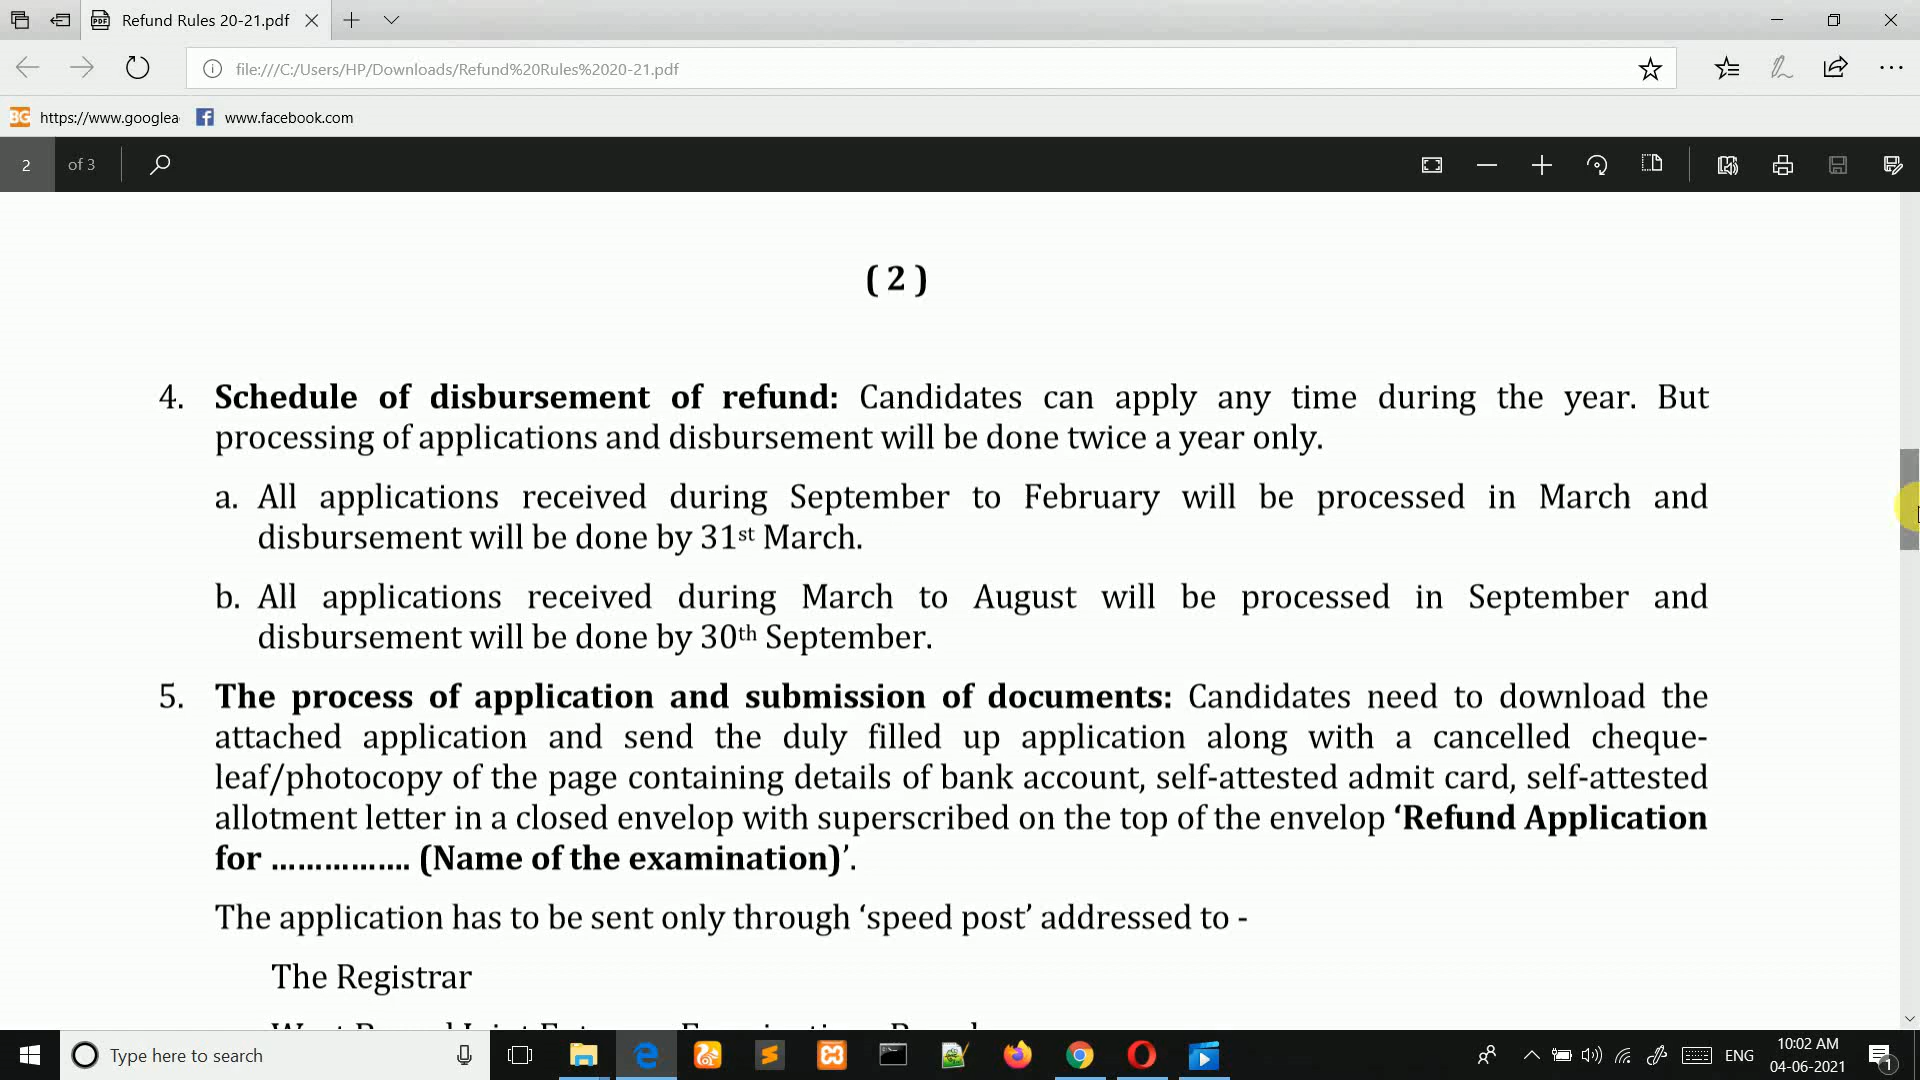 Refund Rules 20-21.pdf
file:///C:/Users/HP/Downloads/Refund%20Rules%2020-21.pdf
https://www.googlea
www.facebook.com
2 of 3
( 2 )
4. Schedule of disbursement of refund: Candidates can apply any time during the year. But
processing of applications and disbursement will be done twice a year only.
a. All applications received during September to February will be processed in March and
disbursement will be done by 31st March.
b. All applications received during March to August will be processed in September and
disbursement will be done by 30th September.
5. The process of application and submission of documents: Candidates need to download the
attached application and send the duly filled up application along with a cancelled cheque-
leaf/photocopy of the page containing details of bank account, self-attested admit card, self-attested
allotment letter in a closed envelop with superscribed on the top of the envelop ‘Refund Application
for ................ (Name of the examination)’.
The application has to be sent only through ‘speed post’ addressed to -
The Registrar
Type here to search
ENG
10:02 AM
04-06-2021
1